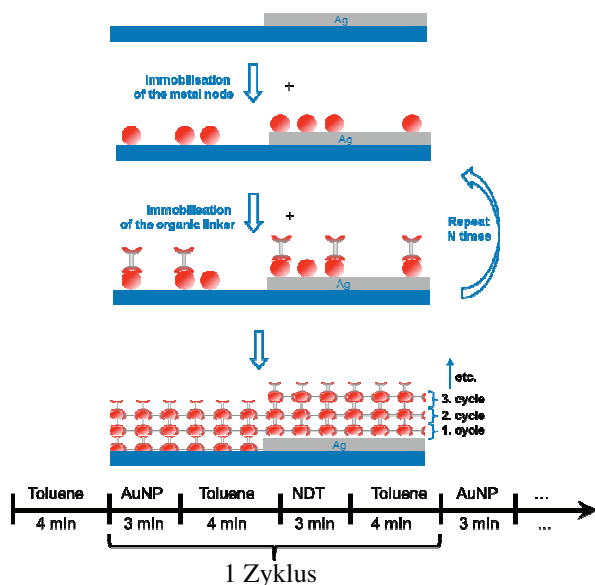 Ag
Immobilisation
of the metal node
+
Ag
Immobilisation
of the organic linker
+
Ag
Repeat
N times
etc.
3. cycle
2. cycle
1. cycle
Ag
Toluene AuNP Toluene NDT Toluene AuNP ...
4 min 3 min 4 min 3 min 4 min 3 min ...
1 Zyklus